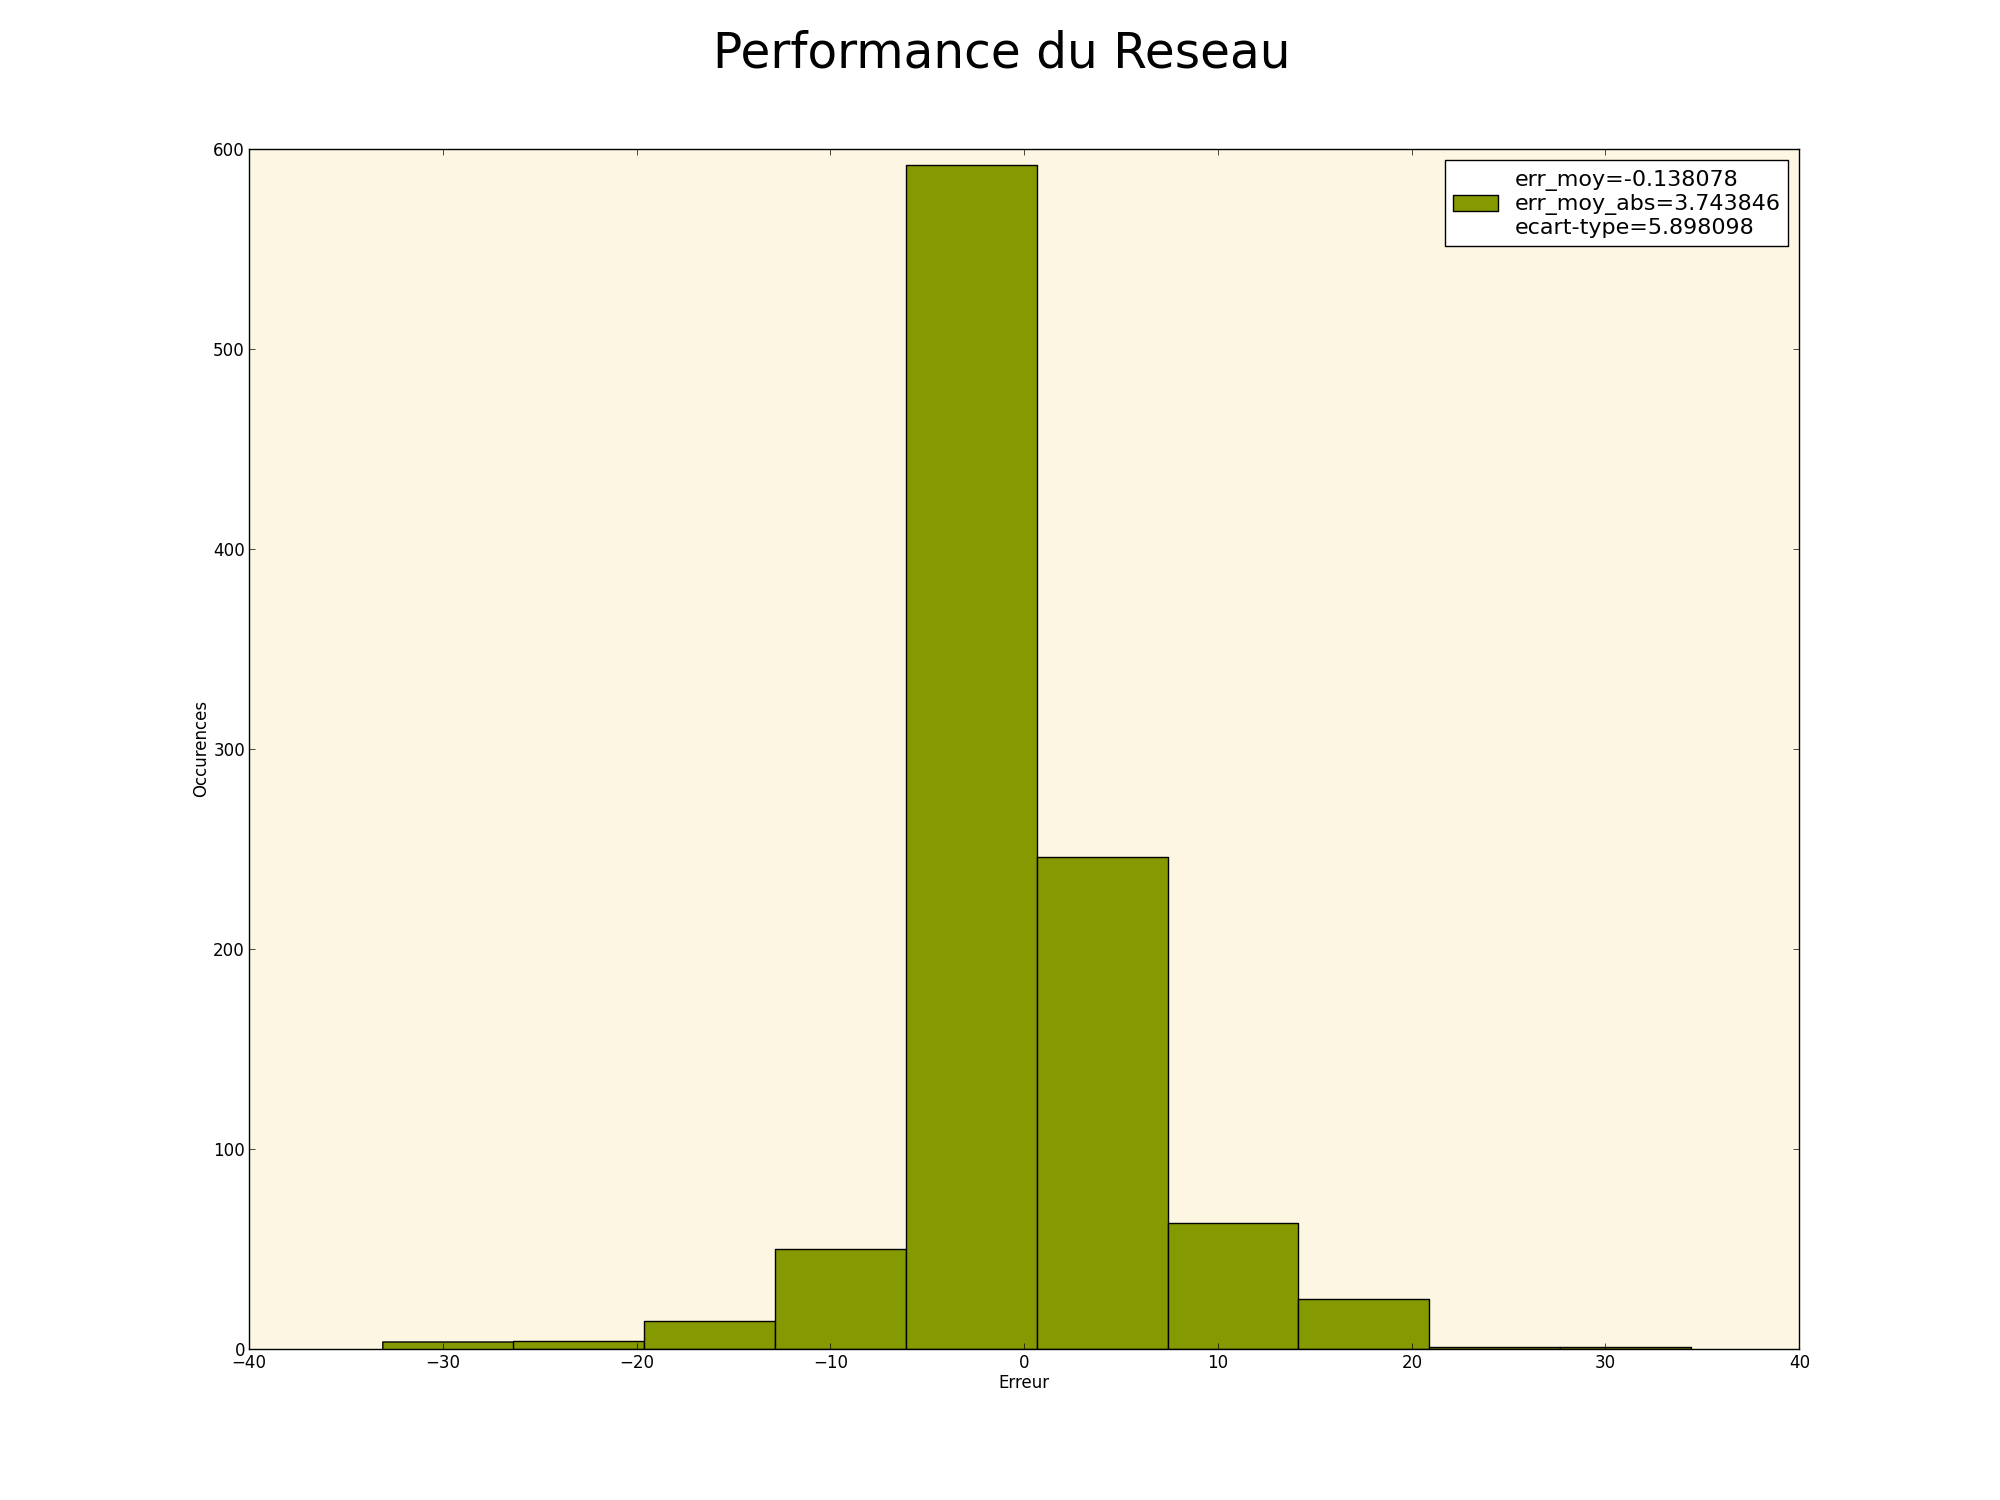 Performance du Reseau
600
500
400
300
200
100
0
Occurences
err_moy=-0.138078
err_moy_abs=3.743846
ecart-type=5.898098
−40 −30 −20 −10 0 10 20 30 40
Erreur